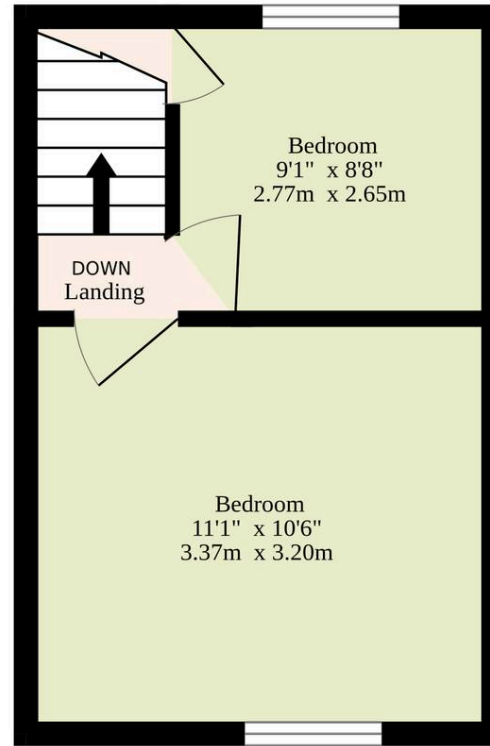 Bedroom
9'1" x 8'8"
2.77m x 2.65m
DOWN
Landing
Bedroom
11'1" x 10'6"
3.37m x 3.20m